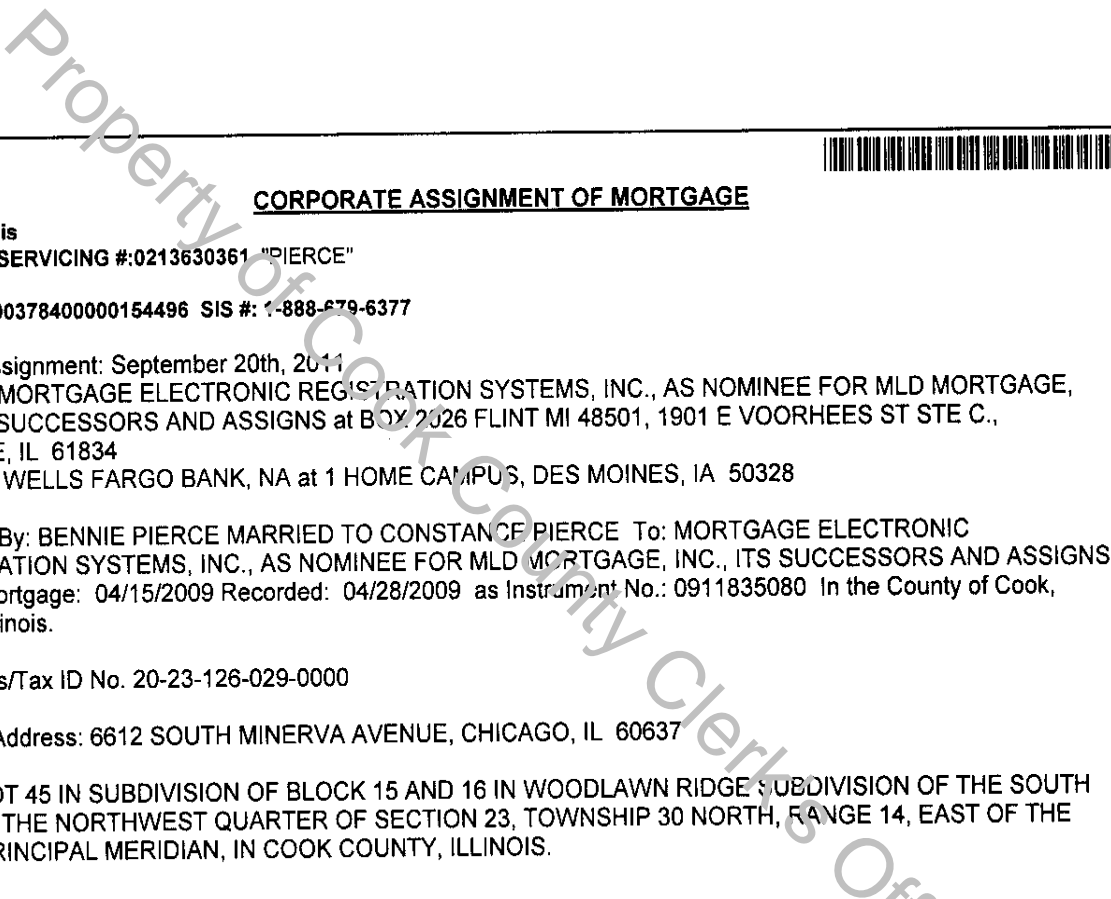 Property of Cook County Clerk's Off
CORPORATE ASSIGNMENT OF MORTGAGE
is
SERVICING #:0213630361 "PIERCE"
00378400000154496 SIS #: 1-888-679-6377
signment: September 20th, 2011
MORTGAGE ELECTRONIC REGISTRATION SYSTEMS, INC., AS NOMINEE FOR MLD MORTGAGE,
SUCCESSORS AND ASSIGNS at BOX 2026 FLINT MI 48501, 1901 E VOORHEES ST STE C.,
E, IL 61834
WELLS FARGO BANK, NA at 1 HOME CAMPUS, DES MOINES, IA 50328
By: BENNIE PIERCE MARRIED TO CONSTANCE PIERCE To: MORTGAGE ELECTRONIC
ATION SYSTEMS, INC., AS NOMINEE FOR MLD MORTGAGE, INC., ITS SUCCESSORS AND ASSIGNS
ortgage: 04/15/2009 Recorded: 04/28/2009 as Instrument No.: 0911835080 In the County of Cook,
inois.
s/Tax ID No. 20-23-126-029-0000
Address: 6612 SOUTH MINERVA AVENUE, CHICAGO, IL 60637
OT 45 IN SUBDIVISION OF BLOCK 15 AND 16 IN WOODLAWN RIDGE SUBDIVISION OF THE SOUTH
THE NORTHWEST QUARTER OF SECTION 23, TOWNSHIP 30 NORTH, RANGE 14, EAST OF THE
RINCIPAL MERIDIAN, IN COOK COUNTY, ILLINOIS.